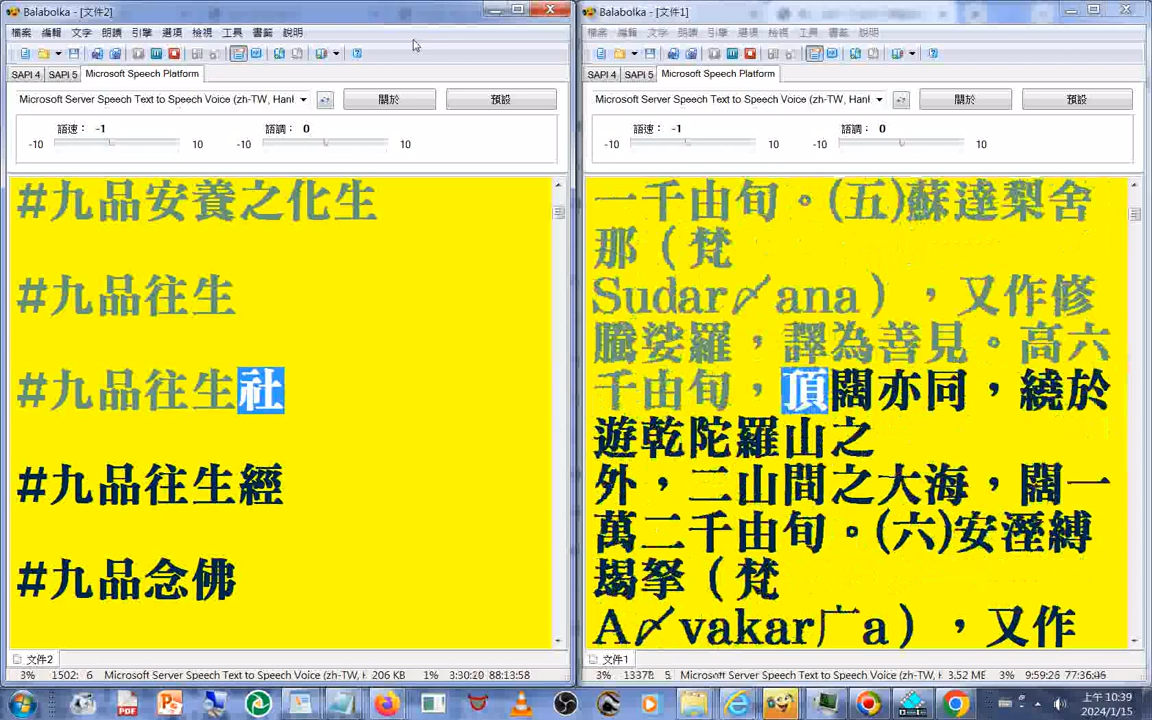 Balabolka - [文件2]
檔案 編輯 文字 朗讀 引擎 選項 檢視 工具 書籤 說明
SAPI 4 SAPI 5 Microsoft Speech Platform
Microsoft Server Speech Text to Speech Voice (zh-TW, Hanl
關於
預設
語速： -1
語調： 0
-10 10 -10 10
#九品安養之化生
#九品往生
#九品往生社
#九品往生經
#九品念佛
文件2
3% 1502: 6 Microsoft Server Speech Text to Speech Voice (zh-TW, H 206 KB 1% 3:30:20 88:13:58
Balabolka - [文件1]
檔案 編輯 文字 朗讀 引擎 選項 檢視 工具 書籤 說明
SAPI 4 SAPI 5 Microsoft Speech Platform
Microsoft Server Speech Text to Speech Voice (zh-TW, Hanl
關於
預設
語速： -1
語調： 0
-10 10 -10 10
一千由旬。(五)蘇達梨舍
那（梵
Sudar〆ana），又作修
騰娑羅，譯為善見。高六
千由旬，頂闊亦同，繞於
遊乾陀羅山之
外，二山間之大海，闊一
萬二千由旬。(六)安溼縛
朅拏（梵
A〆vakar广a），又作
文件1
3% Microsoft Server Speech Text to Speech Voice (zh-TW, H 3.52 MB 3% 9:59:26 77:36:46
上午 10:39
2024/1/15